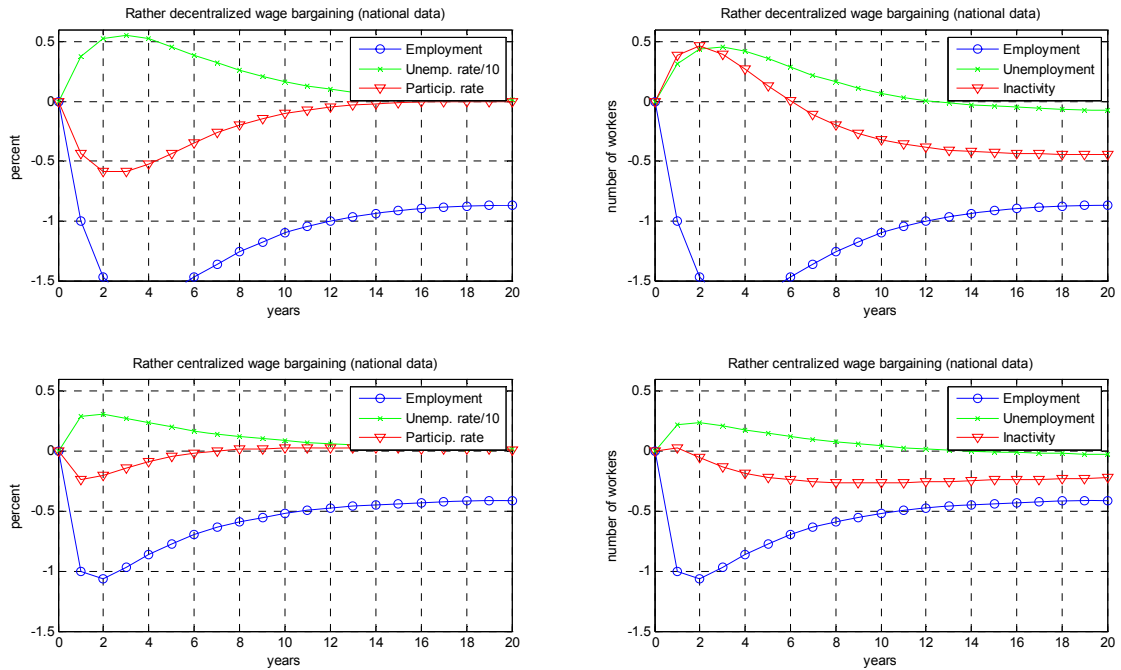 Rather decentralized wage bargaining (national data)
0.5
0
-0.5
-1
-1.5
percent
Employment
Unemp. rate/10
Particip. rate
0 2 4 6 8 10 12 14 16 18 20
years
Rather decentralized wage bargaining (national data)
0.5
0
-0.5
-1
-1.5
number of workers
Employment
Unemployment
Inactivity
0 2 4 6 8 10 12 14 16 18 20
years
Rather centralized wage bargaining (national data)
0.5
0
-0.5
-1
-1.5
percent
Employment
Unemp. rate/10
Particip. rate
0 2 4 6 8 10 12 14 16 18 20
years
Rather centralized wage bargaining (national data)
0.5
0
-0.5
-1
-1.5
number of workers
Employment
Unemployment
Inactivity
0 2 4 6 8 10 12 14 16 18 20
years